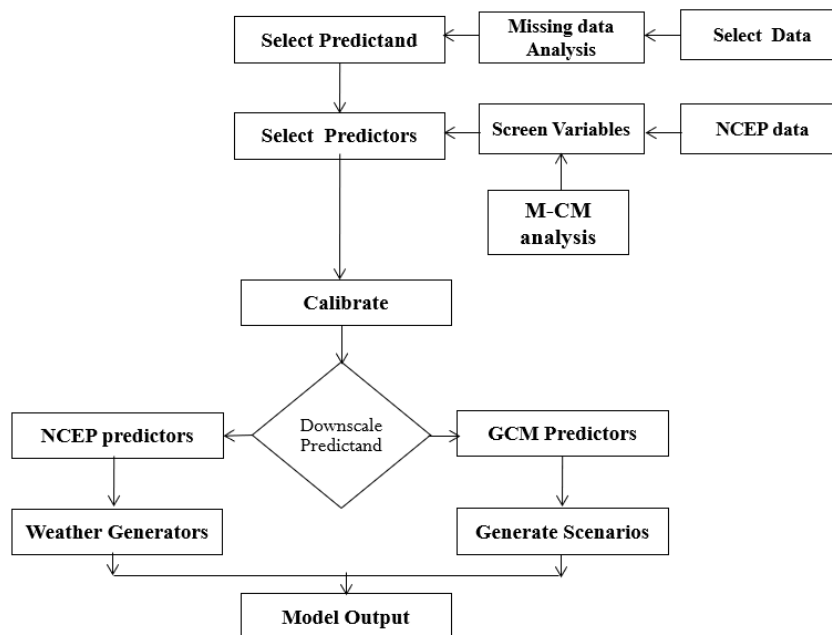 Select Predictand
Missing data
Analysis
Select Data
Select Predictors
Screen Variables
NCEP data
M-CM
analysis
Calibrate
Downscale
Predictand
NCEP predictors
GCM Predictors
Weather Generators
Generate Scenarios
Model Output